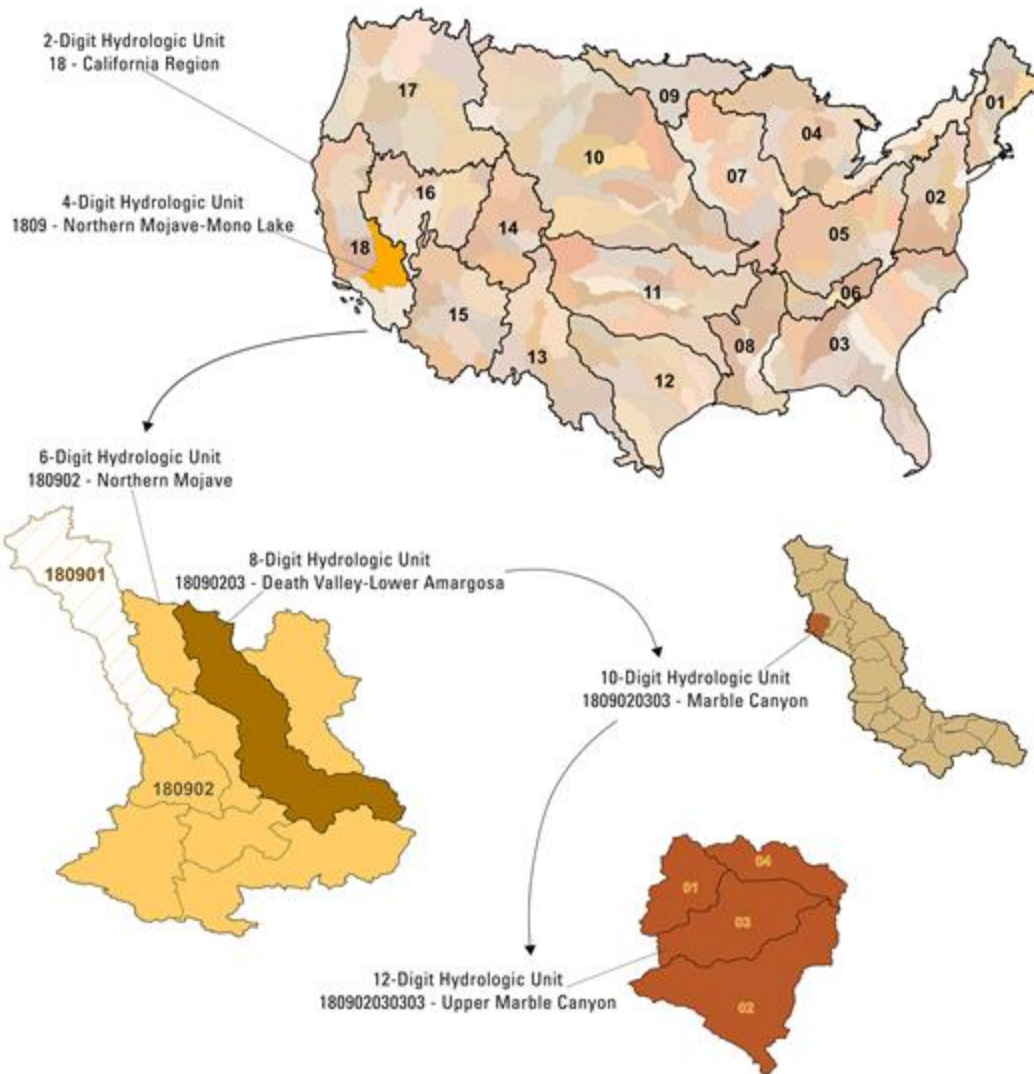 2-Digit Hydrologic Unit
18 - California Region
17
09
01
04
10
07
16
02
4-Digit Hydrologic Unit
1809 - Northern Mojave-Mono Lake
14
05
18
11
06
15
08
03
13
12
6-Digit Hydrologic Unit
180902 - Northern Mojave
8-Digit Hydrologic Unit
18090203 - Death Valley-Lower Amargosa
180901
10-Digit Hydrologic Unit
1809020303 - Marble Canyon
180902
04
01
03
12-Digit Hydrologic Unit
180902030303 - Upper Marble Canyon
02